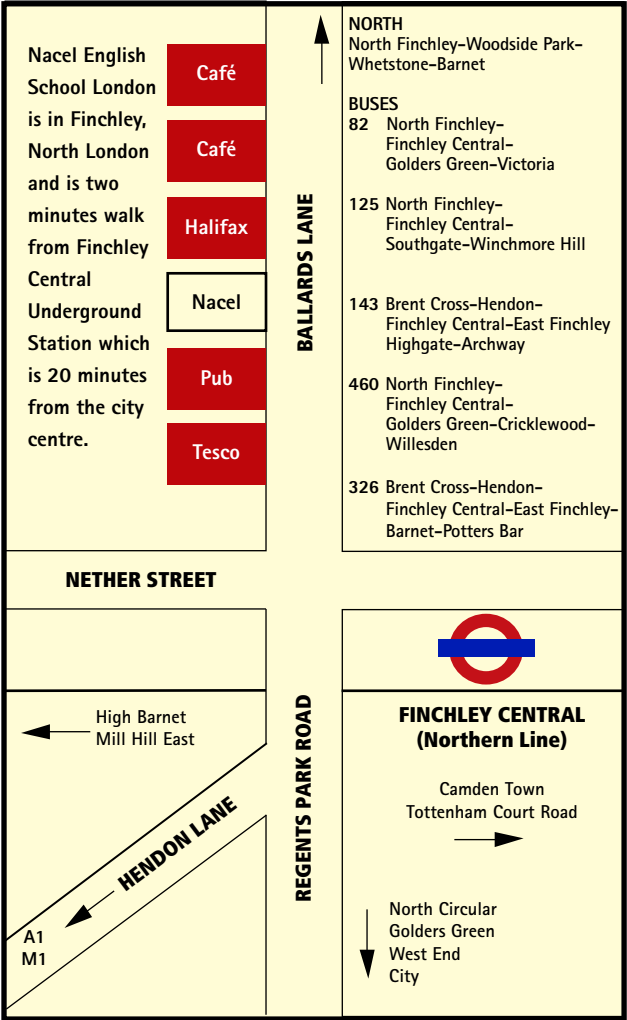 Nacel English
School London
is in Finchley,
North London
and is two
minutes walk
from Finchley
Central
Underground
Station which
is 20 minutes
from the city
centre.
Café
Café
Halifax
Nacel
Pub
Tesco
BALLARDS LANE
NORTH
North Finchley-Woodside Park-
Whetstone-Barnet
BUSES
82 North Finchley-
Finchley Central-
Golders Green-Victoria
125 North Finchley-
Finchley Central-
Southgate-Winchmore Hill
143 Brent Cross-Hendon-
Finchley Central-East Finchley
Highgate-Archway
460 North Finchley-
Finchley Central-
Golders Green-Cricklewood-
Willesden
326 Brent Cross-Hendon-
Finchley Central-East Finchley-
Barnet-Potters Bar
NETHER STREET
High Barnet
Mill Hill East
HENDON LANE
A1
M1
REGENTS PARK ROAD
FINCHLEY CENTRAL
(Northern Line)
Camden Town
Tottenham Court Road
North Circular
Golders Green
West End
City